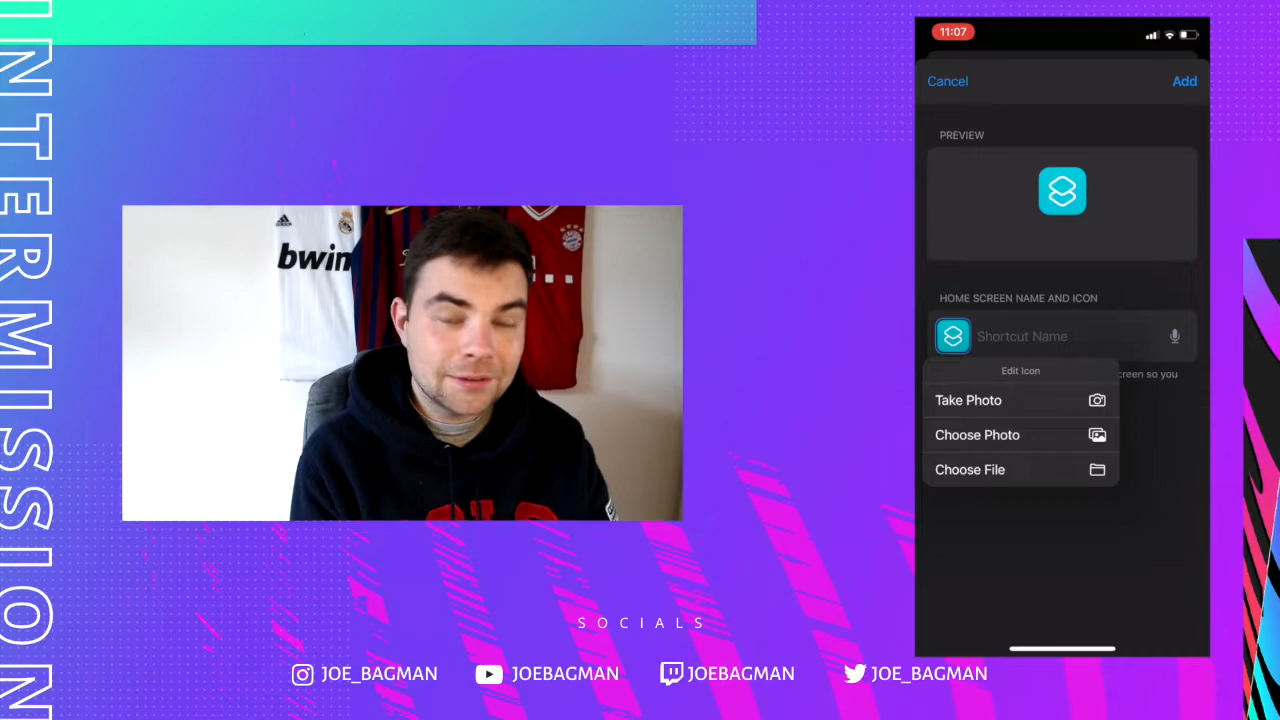 INTERMISSION
bwin
11:07
Cancel
Add
PREVIEW
HOME SCREEN NAME AND ICON
Shortcut Name
creen so you
Edit Icon
Take Photo
Choose Photo
Choose File
SOCIALS
JOE_BAGMAN
JOEBAGMAN
JOEBAGMAN
JOE_BAGMAN